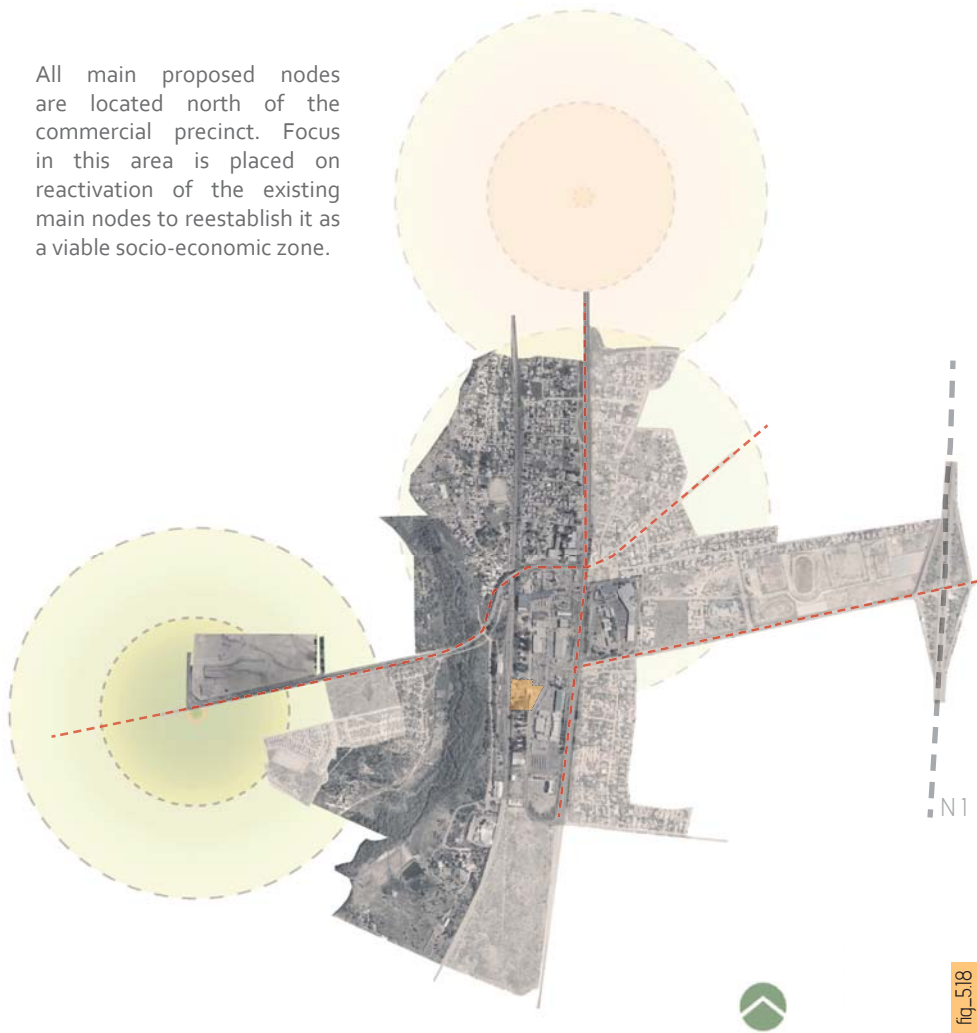 All main proposed nodes
are located north of the
commercial precinct. Focus
in this area is placed on
reactivation of the existing
main nodes to reestablish it as
a viable socio-economic zone.
N1
fig_5.18